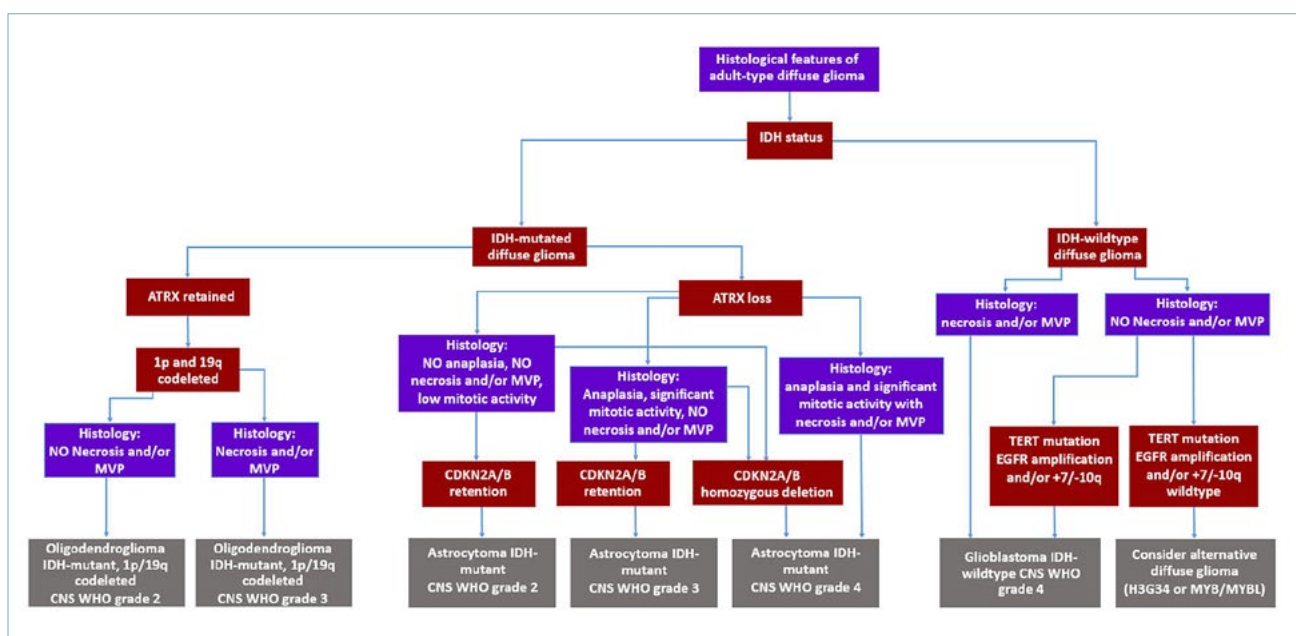 Histological features of
adult-type diffuse glioma
IDH status
IDH-mutated
diffuse glioma
IDH-wildtype
diffuse glioma
ATRX retained
ATRX loss
Histology:
necrosis and/or MVP
Histology:
NO Necrosis and/or MVP
1p and 19q
codeleted
Histology:
NO anaplasia, NO
necrosis and/or MVP,
low mitotic activity
Histology:
Anaplasia, significant
mitotic activity, NO
necrosis and/or MVP
Histology:
anaplasia and significant
mitotic activity with
necrosis and/or MVP
Histology:
NO Necrosis and/or
MVP
Histology:
Necrosis and/or
MVP
TERT mutation
EGFR amplification
and/or +7/-10q
TERT mutation
EGFR amplification
and/or +7/-10q
wildtype
CDKN2A/B
retention
CDKN2A/B
retention
CDKN2A/B
homozygous deletion
Oligodendroglioma
IDH-mutant, 1p/19q
codeleted
CNS WHO grade 2
Oligodendroglioma
IDH-mutant, 1p/19q
codeleted
CNS WHO grade 3
Astrocytoma IDH-
mutant
CNS WHO grade 2
Astrocytoma IDH-
mutant
CNS WHO grade 3
Astrocytoma IDH-
mutant
CNS WHO grade 4
Glioblastoma IDH-
wildtype CNS WHO
grade 4
Consider alternative
diffuse glioma
(H3G34 or MYB/MYBL)